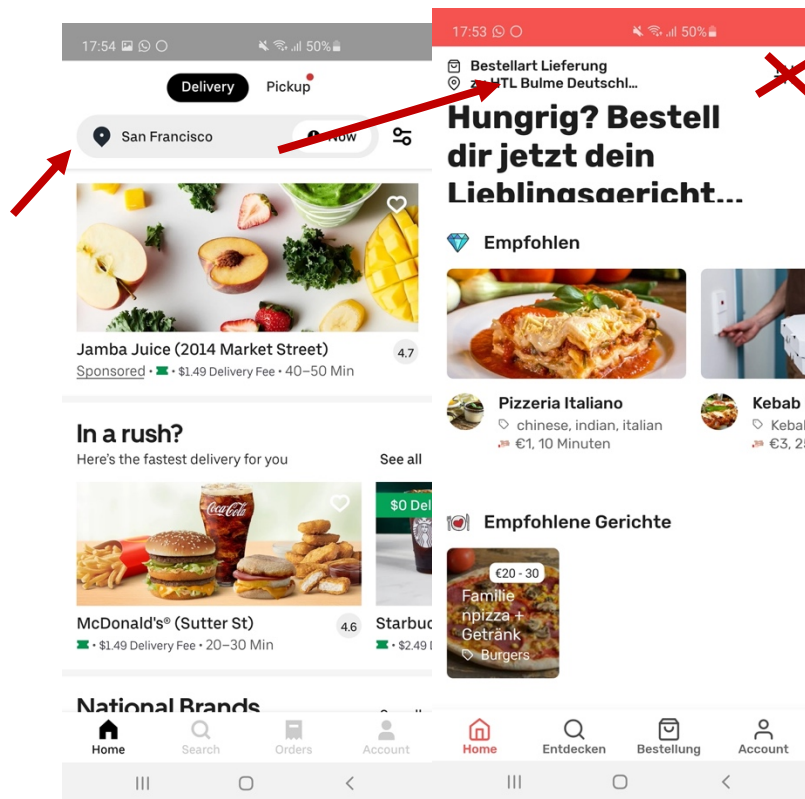 17:54
50%
Delivery
Pickup
San Francisco
Now
Jamba Juice (2014 Market Street)
4.7
Sponsored • • $1.49 Delivery Fee • 40–50 Min
In a rush?
Here's the fastest delivery for you
See all
Coca-Cola
$0 Del
McDonald's® (Sutter St)
4.6
• $1.49 Delivery Fee • 20–30 Min
Starbuc
• $2.49
National Brands
Home
Search
Orders
Account
17:53
50%
Bestellart Lieferung
HTL Bulme Deutschl...
Hungrig? Bestell
dir jetzt dein
Lieblingsgericht...
Empfohlen
Pizzeria Italiano
chinese, indian, italian
€1, 10 Minuten
Kebab
Kebal
€3, 25
Empfohlene Gerichte
€20 - 30
Familie
npizza +
Getränk
Burgers
Home
Entdecken
Bestellung
Account